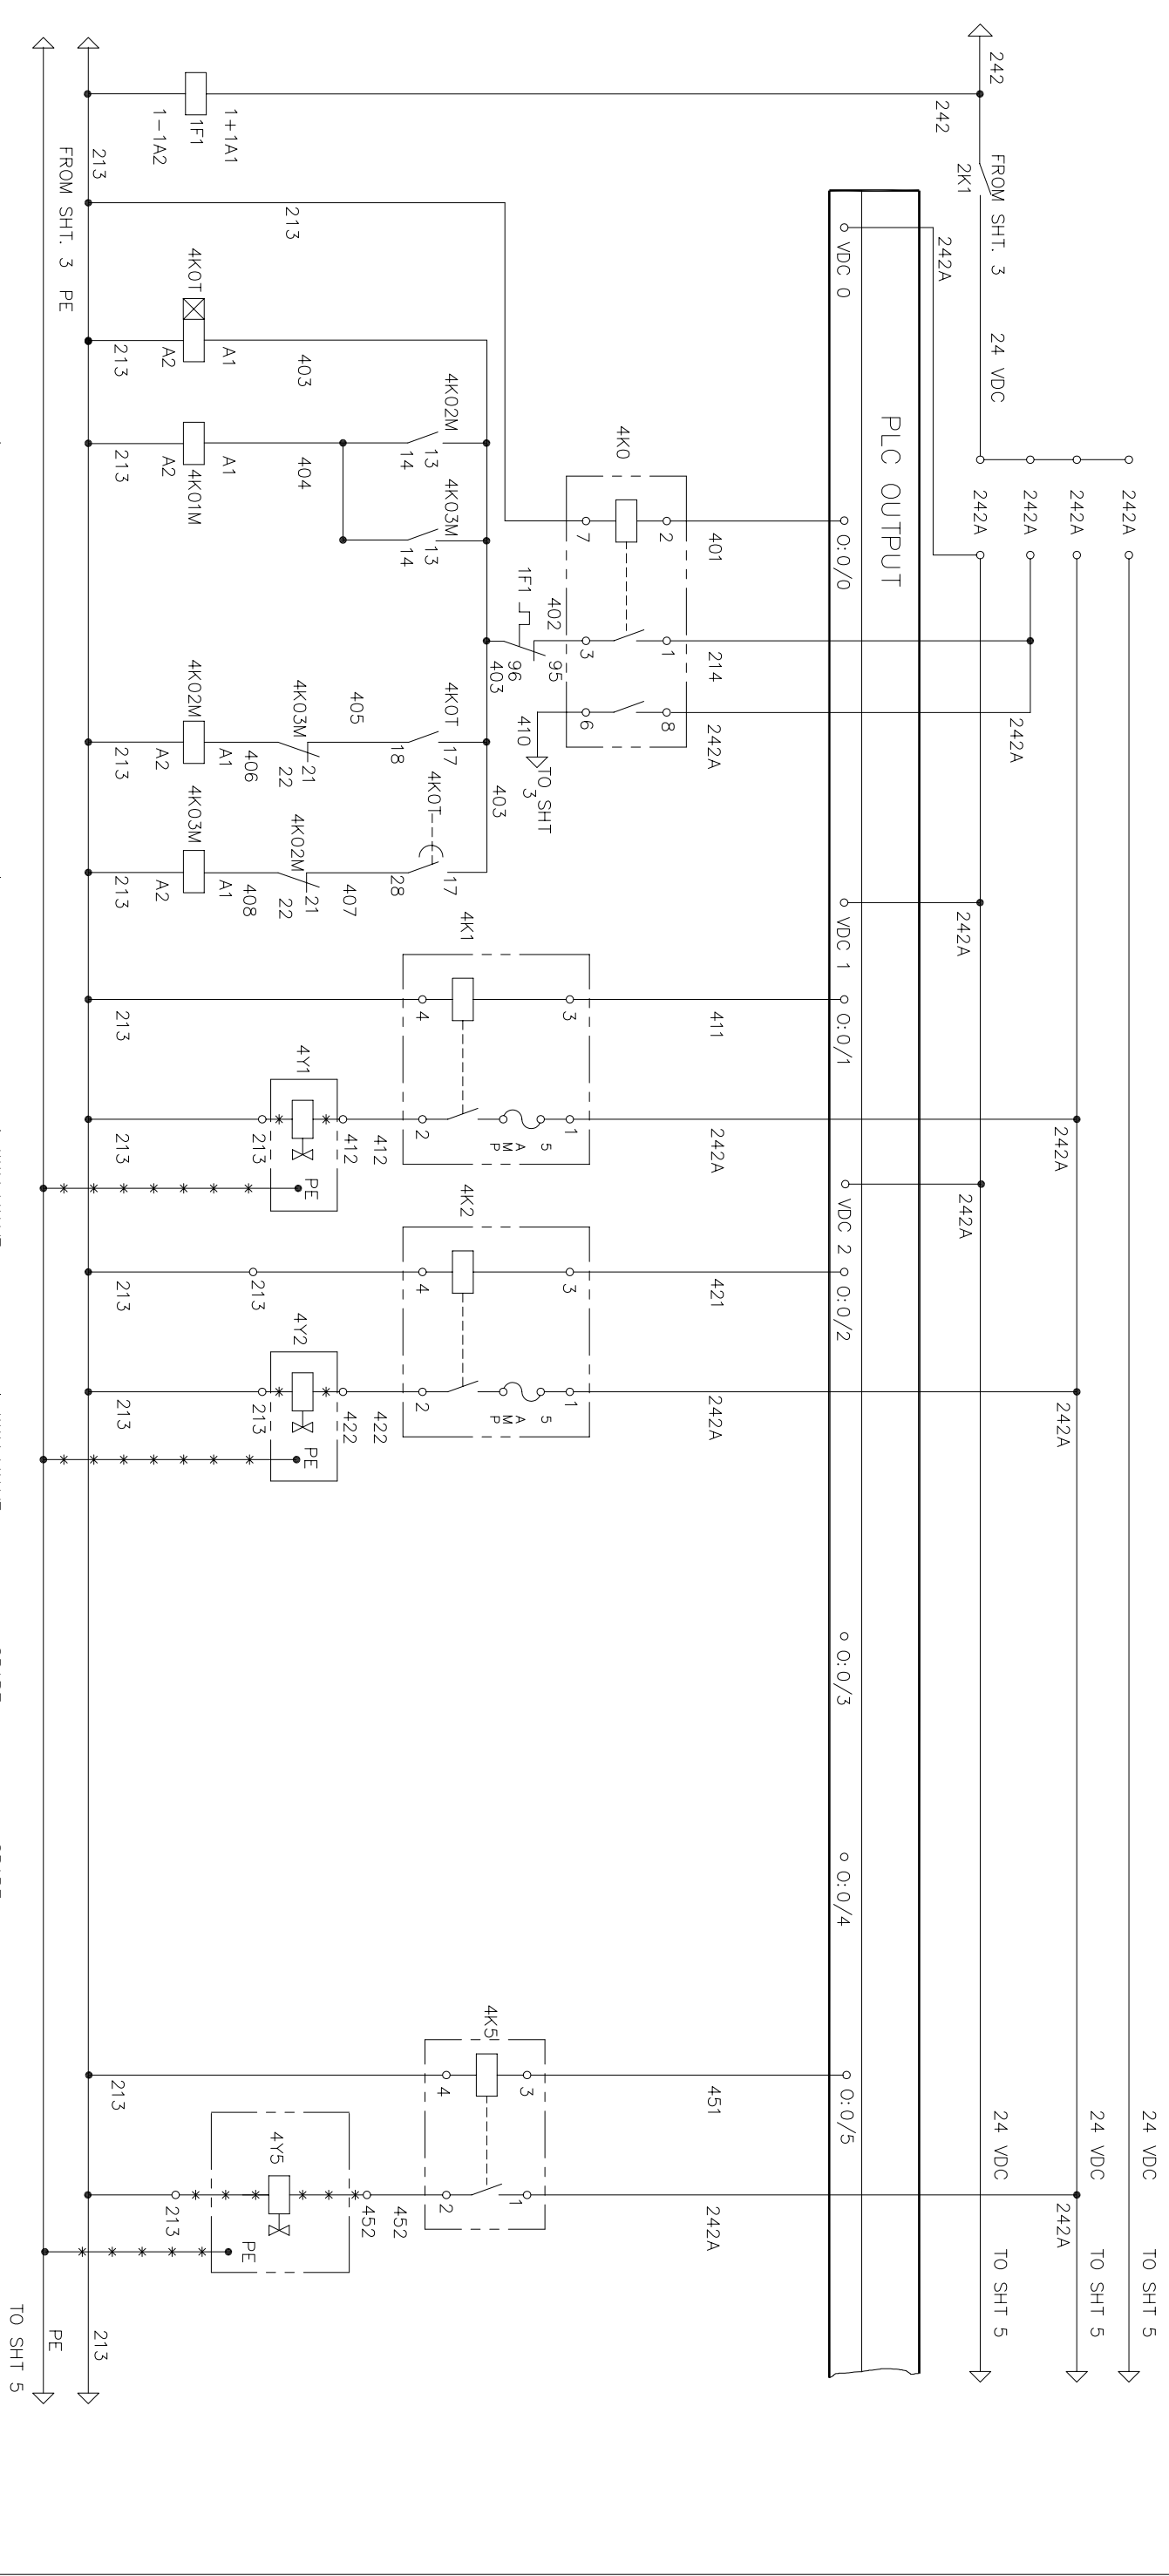 24 VDC TO SHT 5
242A
24 VDC TO SHT 5
242A 242A 242A 242A
24 VDC TO SHT 5
242 FROM SHT. 3 24 VDC 242A 242A
2K1 242A 242A
242 242A
PLC OUTPUT
VDC 0 O:0/0 VDC 1 O:0/1 VDC 2 O:0/2 O:0/3 O:0/4 O:0/5
401 214 242A 411 242A 421 242A 451 242A
4K0
2 1 8
7 3 6
402 95
1F1
96
403
410 TO SHT
3
403
4K1
3 1
5 AMP
4 2
4K2
3 1
5 AMP
4 2
4K5
3 1
4 2
4K02M 13
14
4K03M 13
14
4K0T 17
18
4K0T 17
28
213 403 404 405 407
4K03M 21
22
4K02M 21
22
412 422 452
412 422 452
4Y1 4Y2 4Y5
213 PE 213 213 PE 213 PE
1+1A1
1F1
1-1A2
4K0T A1
A2
A1
4K01M
A2
406
4K02M A1
A2
408
4K03M A1
A2
213 213 213 213 213 213 213 213 213 213 213
FROM SHT. 3 PE
213
PE
TO SHT 5